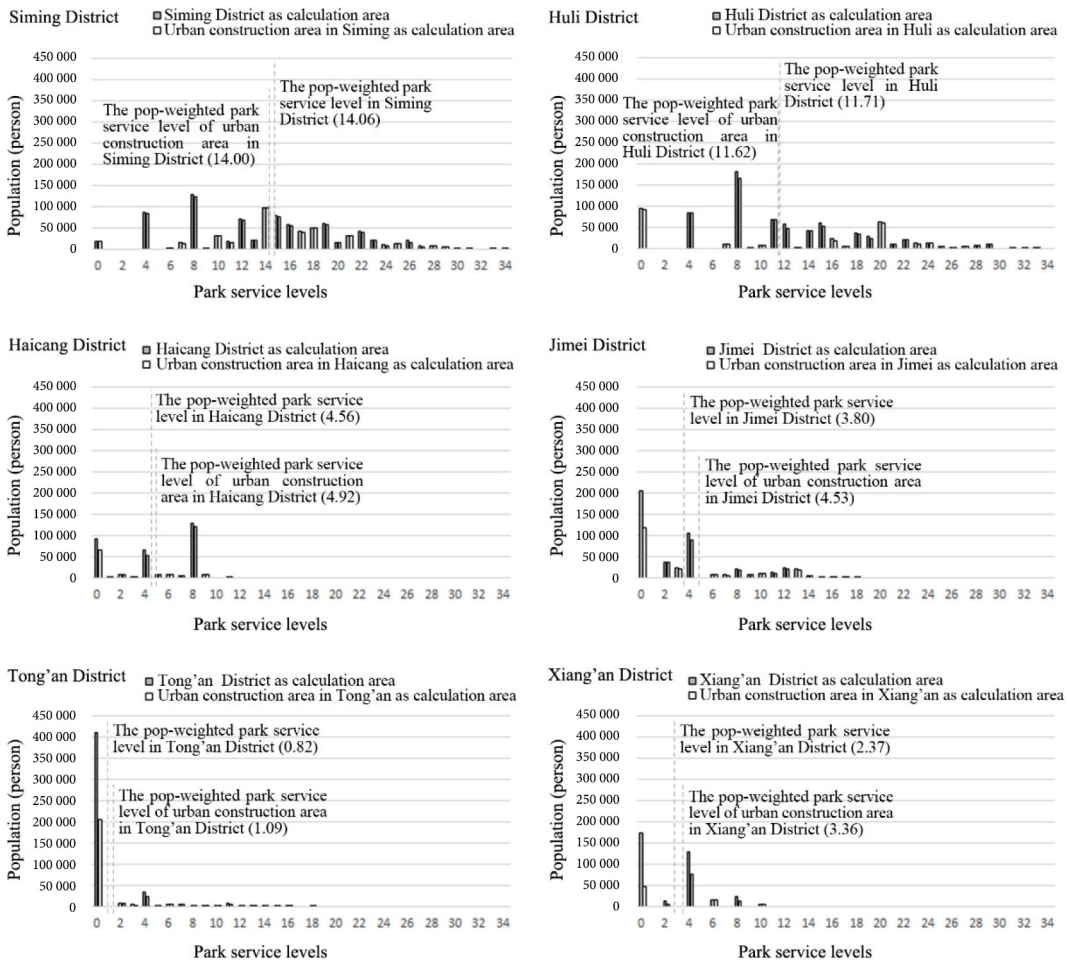 Siming District
Siming District as calculation area
Urban construction area in Siming as calculation area
Population (person)
450 000
400 000
350 000
300 000
250 000
200 000
150 000
100 000
50 000
0
The pop-weighted park
service level of urban
construction area in
Siming District (14.00)
The pop-weighted park
service level in Siming
District (14.06)
0 2 4 6 8 10 12 14 16 18 20 22 24 26 28 30 32 34
Park service levels
Huli District
Huli District as calculation area
Urban construction area in Huli as calculation area
Population (person)
450 000
400 000
350 000
300 000
250 000
200 000
150 000
100 000
50 000
0
The pop-weighted park
service level of urban
construction area in
Huli District (11.62)
The pop-weighted park
service level in Huli
District (11.71)
0 2 4 6 8 10 12 14 16 18 20 22 24 26 28 30 32 34
Park service levels
Haicang District
Haicang District as calculation area
Urban construction area in Haicang as calculation area
Population (person)
450 000
400 000
350 000
300 000
250 000
200 000
150 000
100 000
50 000
0
The pop-weighted park service
level in Haicang District (4.56)
The pop-weighted park service
level of urban construction
area in Haicang District (4.92)
0 2 4 6 8 10 12 14 16 18 20 22 24 26 28 30 32 34
Park service levels
Jimei District
Jimei District as calculation area
Urban construction area in Jimei as calculation area
Population (person)
450 000
400 000
350 000
300 000
250 000
200 000
150 000
100 000
50 000
0
The pop-weighted park service
level in Jimei District (3.80)
The pop-weighted park service
level of urban construction area
in Jimei District (4.53)
0 2 4 6 8 10 12 14 16 18 20 22 24 26 28 30 32 34
Park service levels
Tong'an District
Tong'an District as calculation area
Urban construction area in Tong'an as calculation area
Population (person)
450 000
400 000
350 000
300 000
250 000
200 000
150 000
100 000
50 000
0
The pop-weighted park service
level in Tong'an District (0.82)
The pop-weighted park service
level of urban construction area
in Tong'an District (1.09)
0 2 4 6 8 10 12 14 16 18 20 22 24 26 28 30 32 34
Park service levels
Xiang'an District
Xiang'an District as calculation area
Urban construction area in Xiang'an as calculation area
Population (person)
450 000
400 000
350 000
300 000
250 000
200 000
150 000
100 000
50 000
0
The pop-weighted park service
level in Xiang'an District (2.37)
The pop-weighted park service
level of urban construction area
in Xiang'an District (3.36)
0 2 4 6 8 10 12 14 16 18 20 22 24 26 28 30 32 34
Park service levels